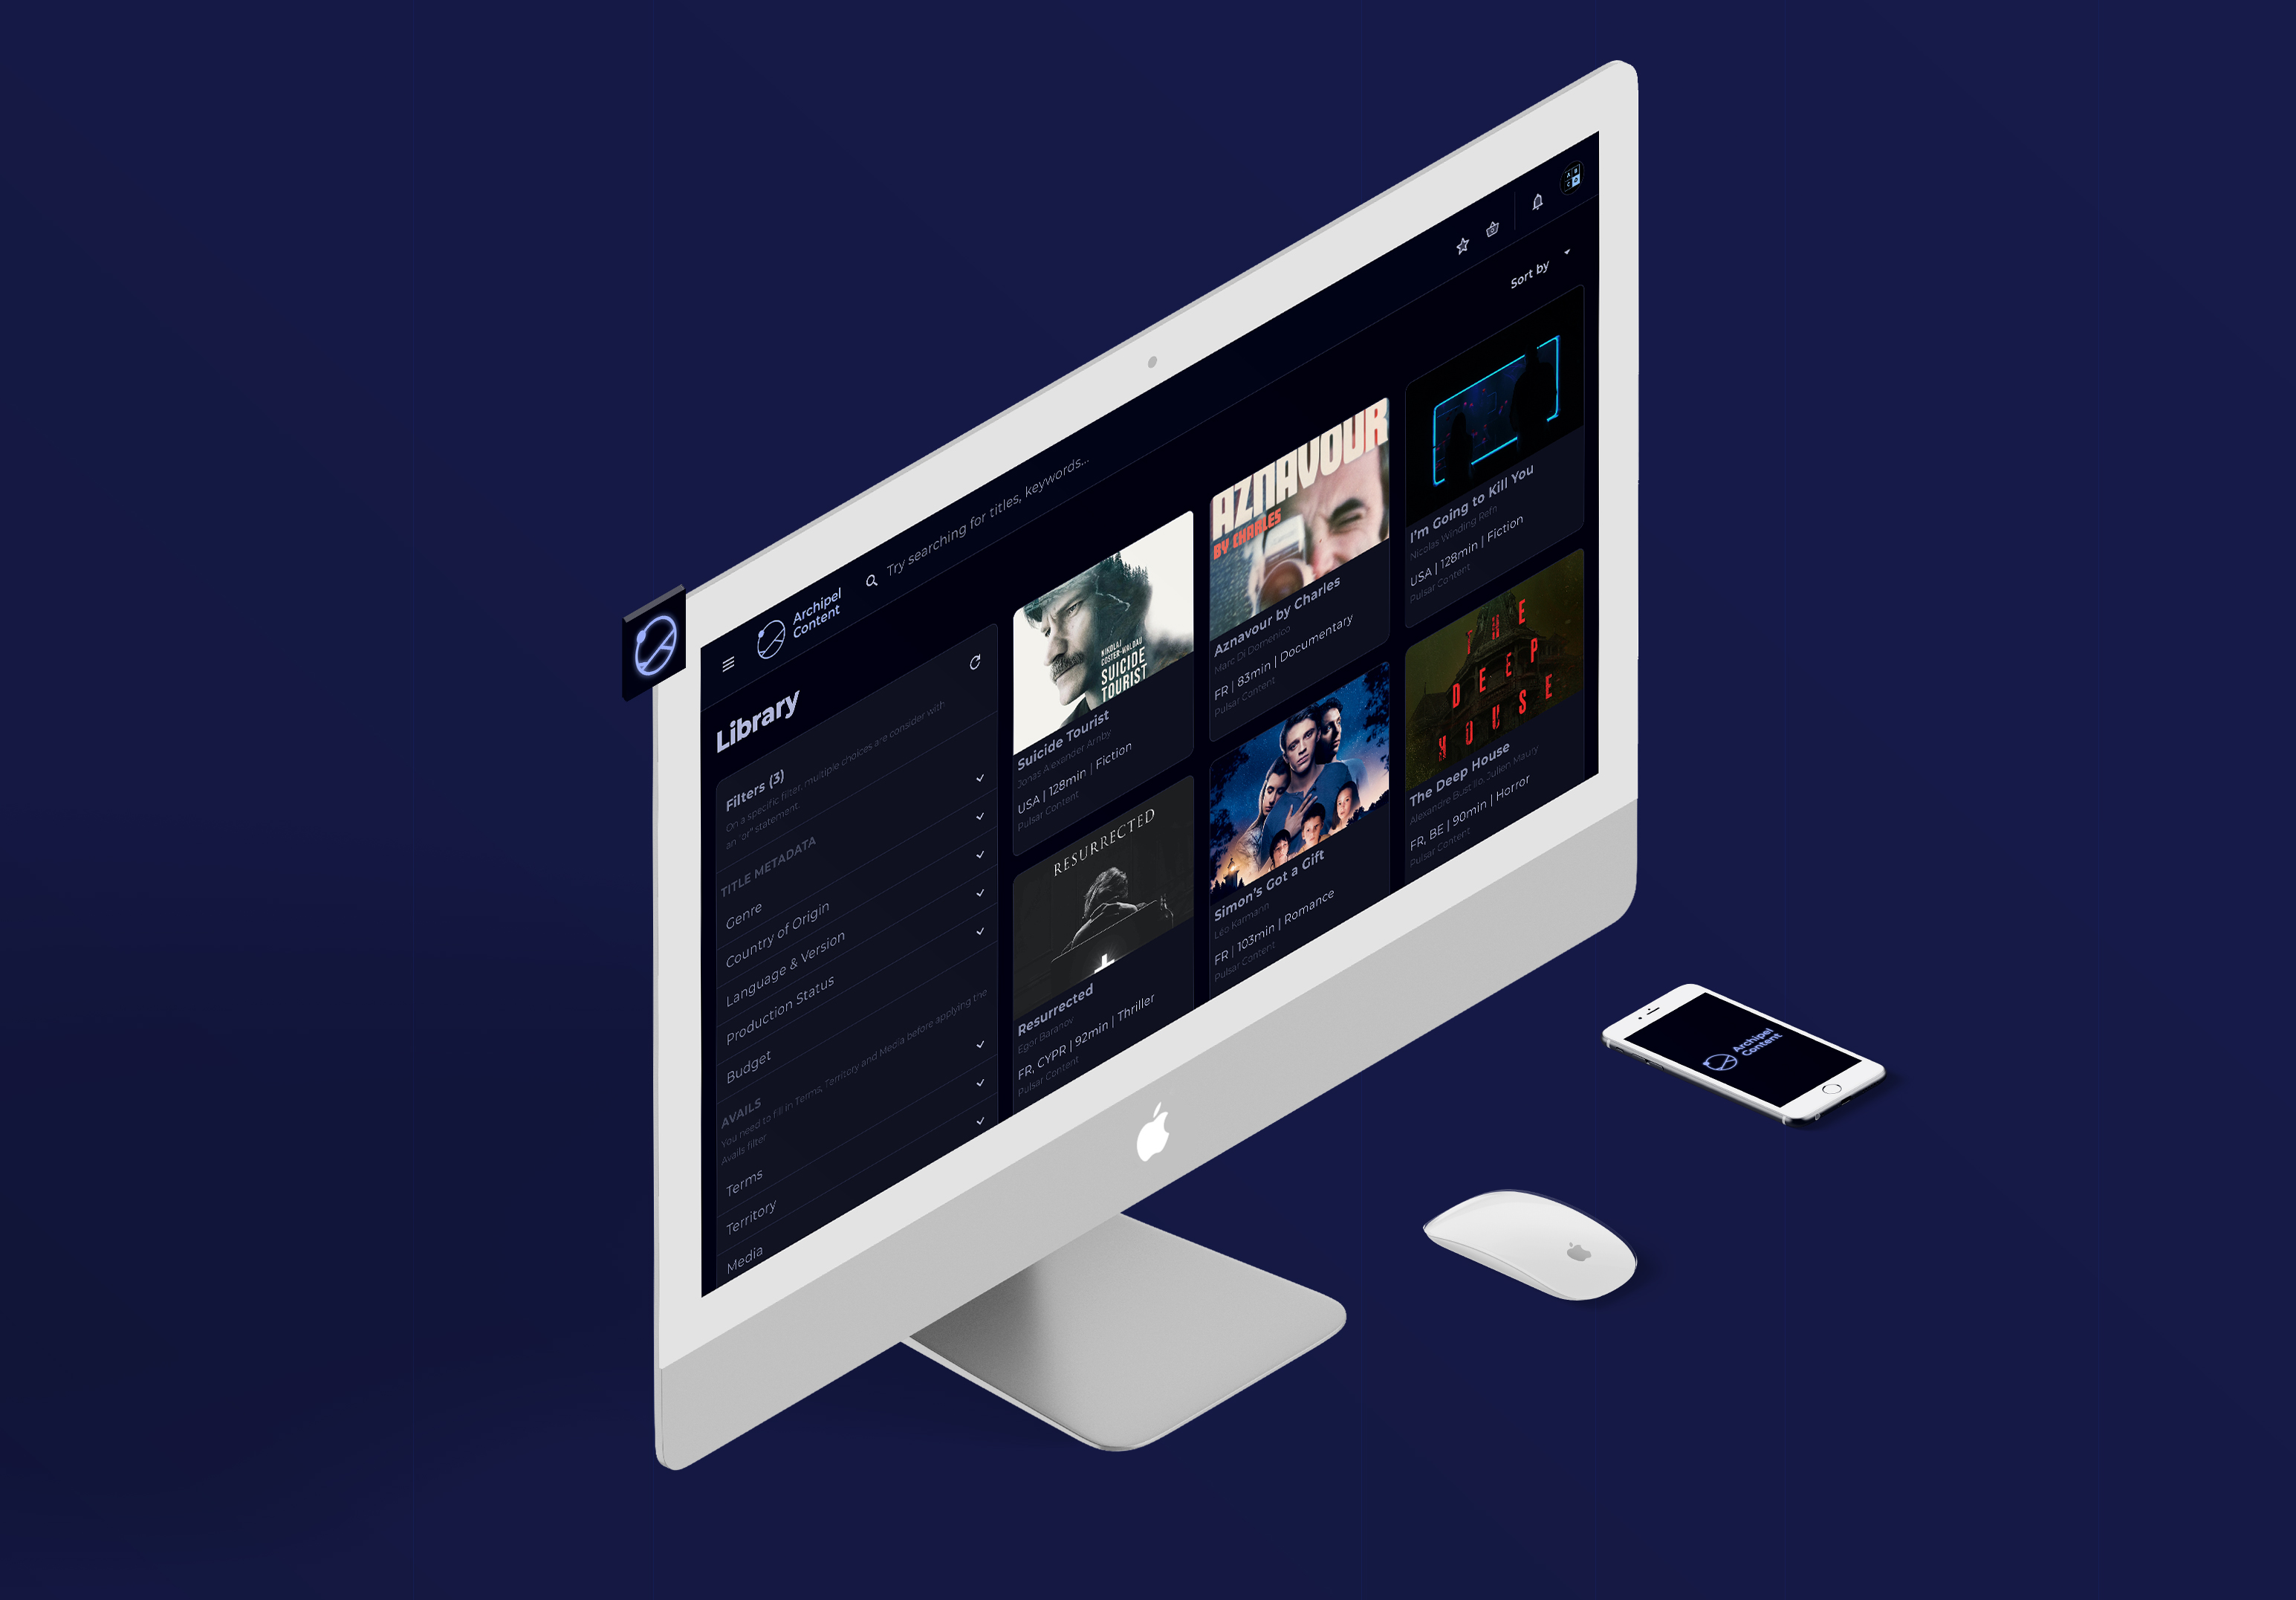 Archipel
Content
Try searching for titles, keywords...
Sort by
Library
Filters (3)
On a specific filter, multiple choices are consider with
an "or" statement.
TITLE METADATA
Genre
Country of Origin
Language & Version
Production Status
Budget
AVAILS
You need to fill in Terms, Territory and Media before applying the
Avails filter
Terms
Territory
Media
NIKOLAJ
COSTER-WALDAU
SUICIDE
TOURIST
Suicide Tourist
Jonas Alexander Arnby
USA | 128min | Fiction
Pulsar Content
AZNAVOUR
BY CHARLES
Aznavour by Charles
Marc Di Domenico
FR | 83min | Documentary
Pulsar Content
I'm Going to Kill You
Nicolas Winding Refn
USA | 128min | Fiction
Pulsar Content
RESURRECTED
Resurrected
Egor Baranov
FR, CYPR | 92min | Thriller
Pulsar Content
Simon's Got a Gift
Léo Karmann
FR | 103min | Romance
Pulsar Content
THE
DEEP
HOUSE
The Deep House
Alexandre Bustillo, Julien Maury
FR, BE | 90min | Horror
Pulsar Content
Archipel
Content